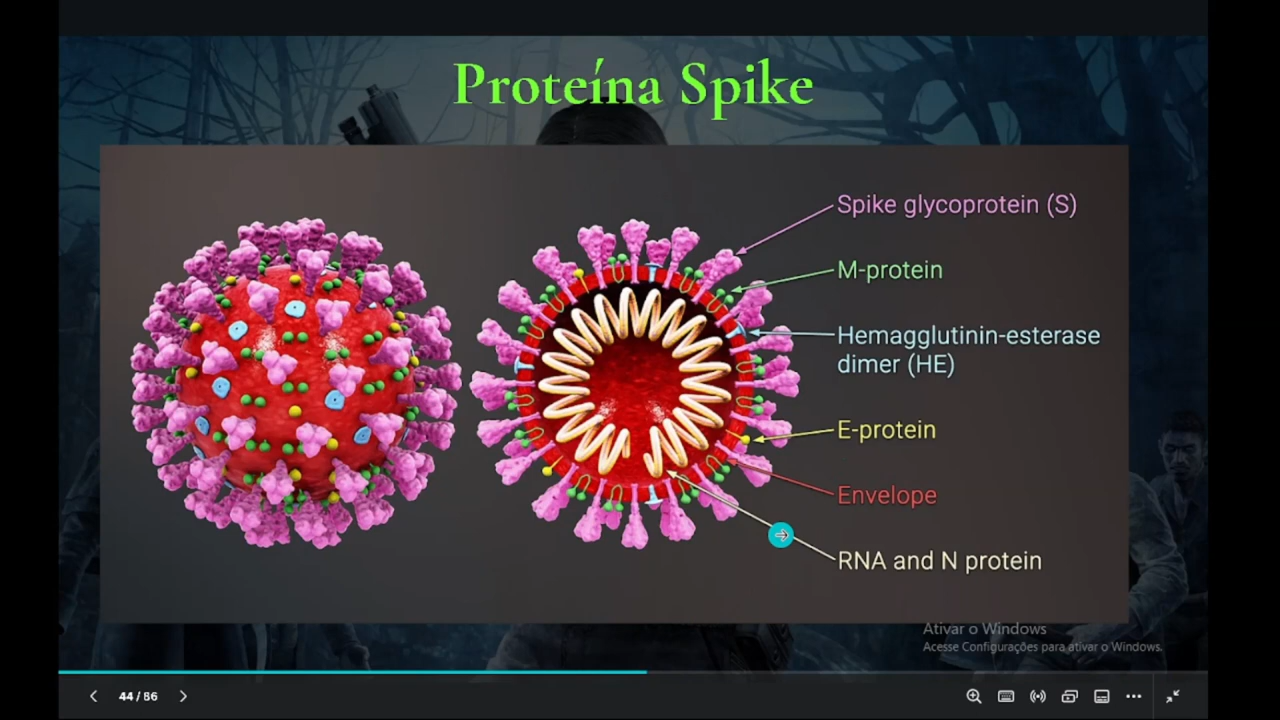 Proteína Spike
Spike glycoprotein (S)
M-protein
Hemagglutinin-esterase
dimer (HE)
E-protein
Envelope
RNA and N protein
Ativar o Windows
Acesse Configurações para ativar o Windows.
44 / 86